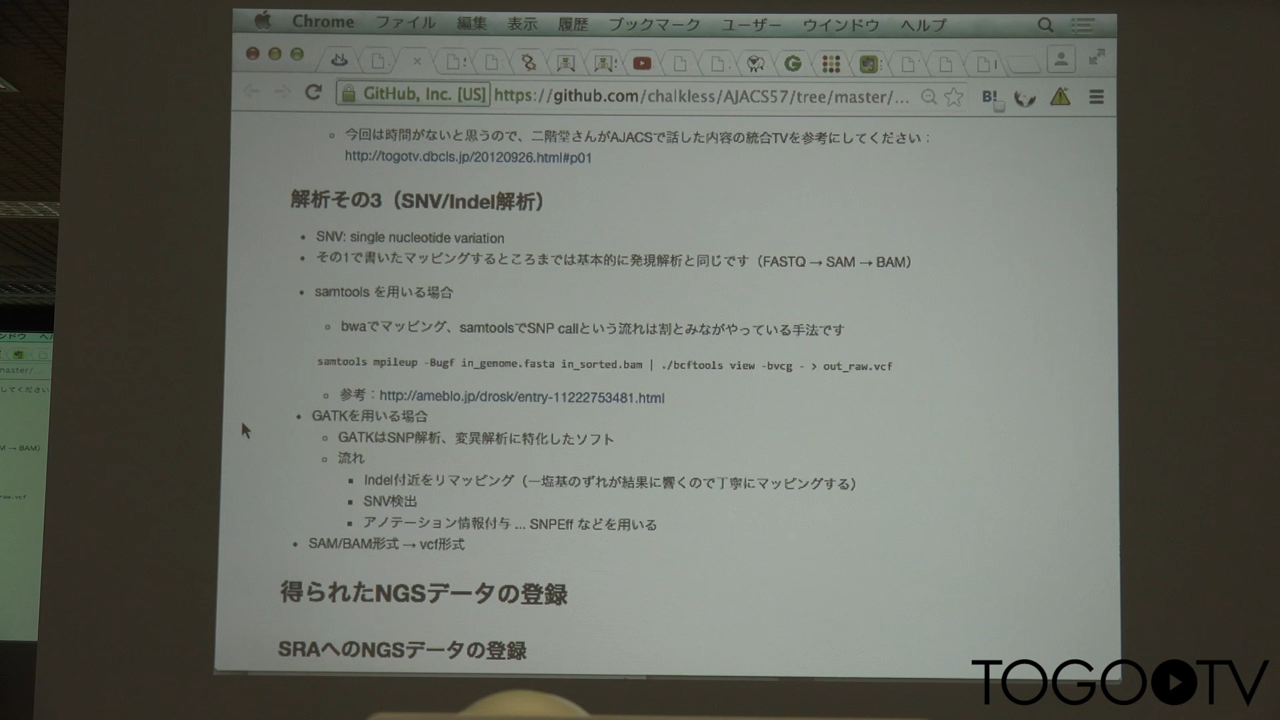 Chrome ファイル 編集 表示 履歴 ブックマーク ユーザー ウインドウ ヘルプ
GitHub, Inc. [US] https://github.com/chalkless/AJACS57/tree/master/...
今回は時間がないと思うので、二階堂さんがAJACSで話した内容の統合TVを参考にしてください：
http://togotv.dbcls.jp/20120926.html#p01
解析その3（SNV/Indel解析）
SNV: single nucleotide variation
その1で書いたマッピングするところまでは基本的に発現解析と同じです（FASTQ → SAM → BAM）
samtools を用いる場合
bwaでマッピング、samtoolsでSNP callという流れは割とみながやっている手法です
samtools mpileup -Bugf in_genome.fasta in_sorted.bam | ./bcftools view -bvcg - > out_raw.vcf
参考：http://ameblo.jp/drosk/entry-11222753481.html
GATKを用いる場合
GATKはSNP解析、変異解析に特化したソフト
流れ
Indel付近をリマッピング（一塩基のずれが結果に響くので丁寧にマッピングする）
SNV検出
アノテーション情報付与 ... SNPEff などを用いる
SAM/BAM形式 → vcf形式
得られたNGSデータの登録
SRAへのNGSデータの登録
TOGOTV